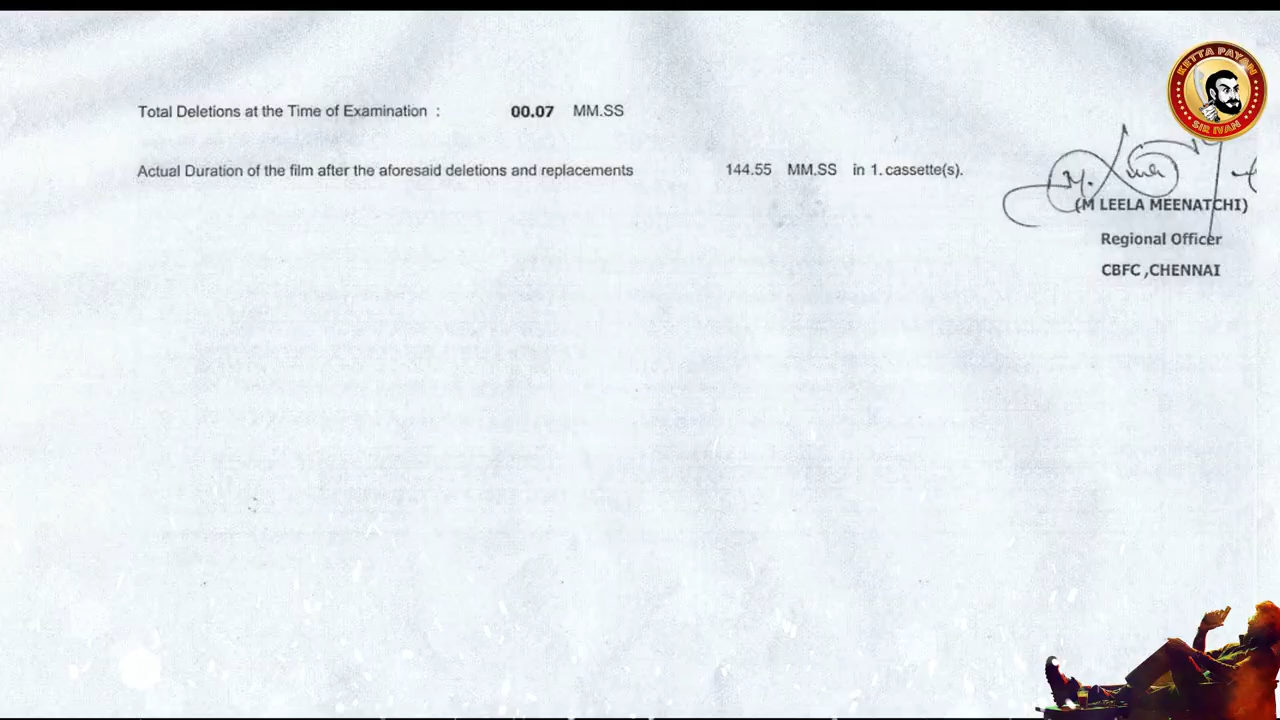 KETTA PAYAN
SIR IVAN
Total Deletions at the Time of Examination : 00.07 MM.SS
Actual Duration of the film after the aforesaid deletions and replacements 144.55 MM.SS in 1. cassette(s).
(M LEELA MEENATCHI)
Regional Officer
CBFC ,CHENNAI